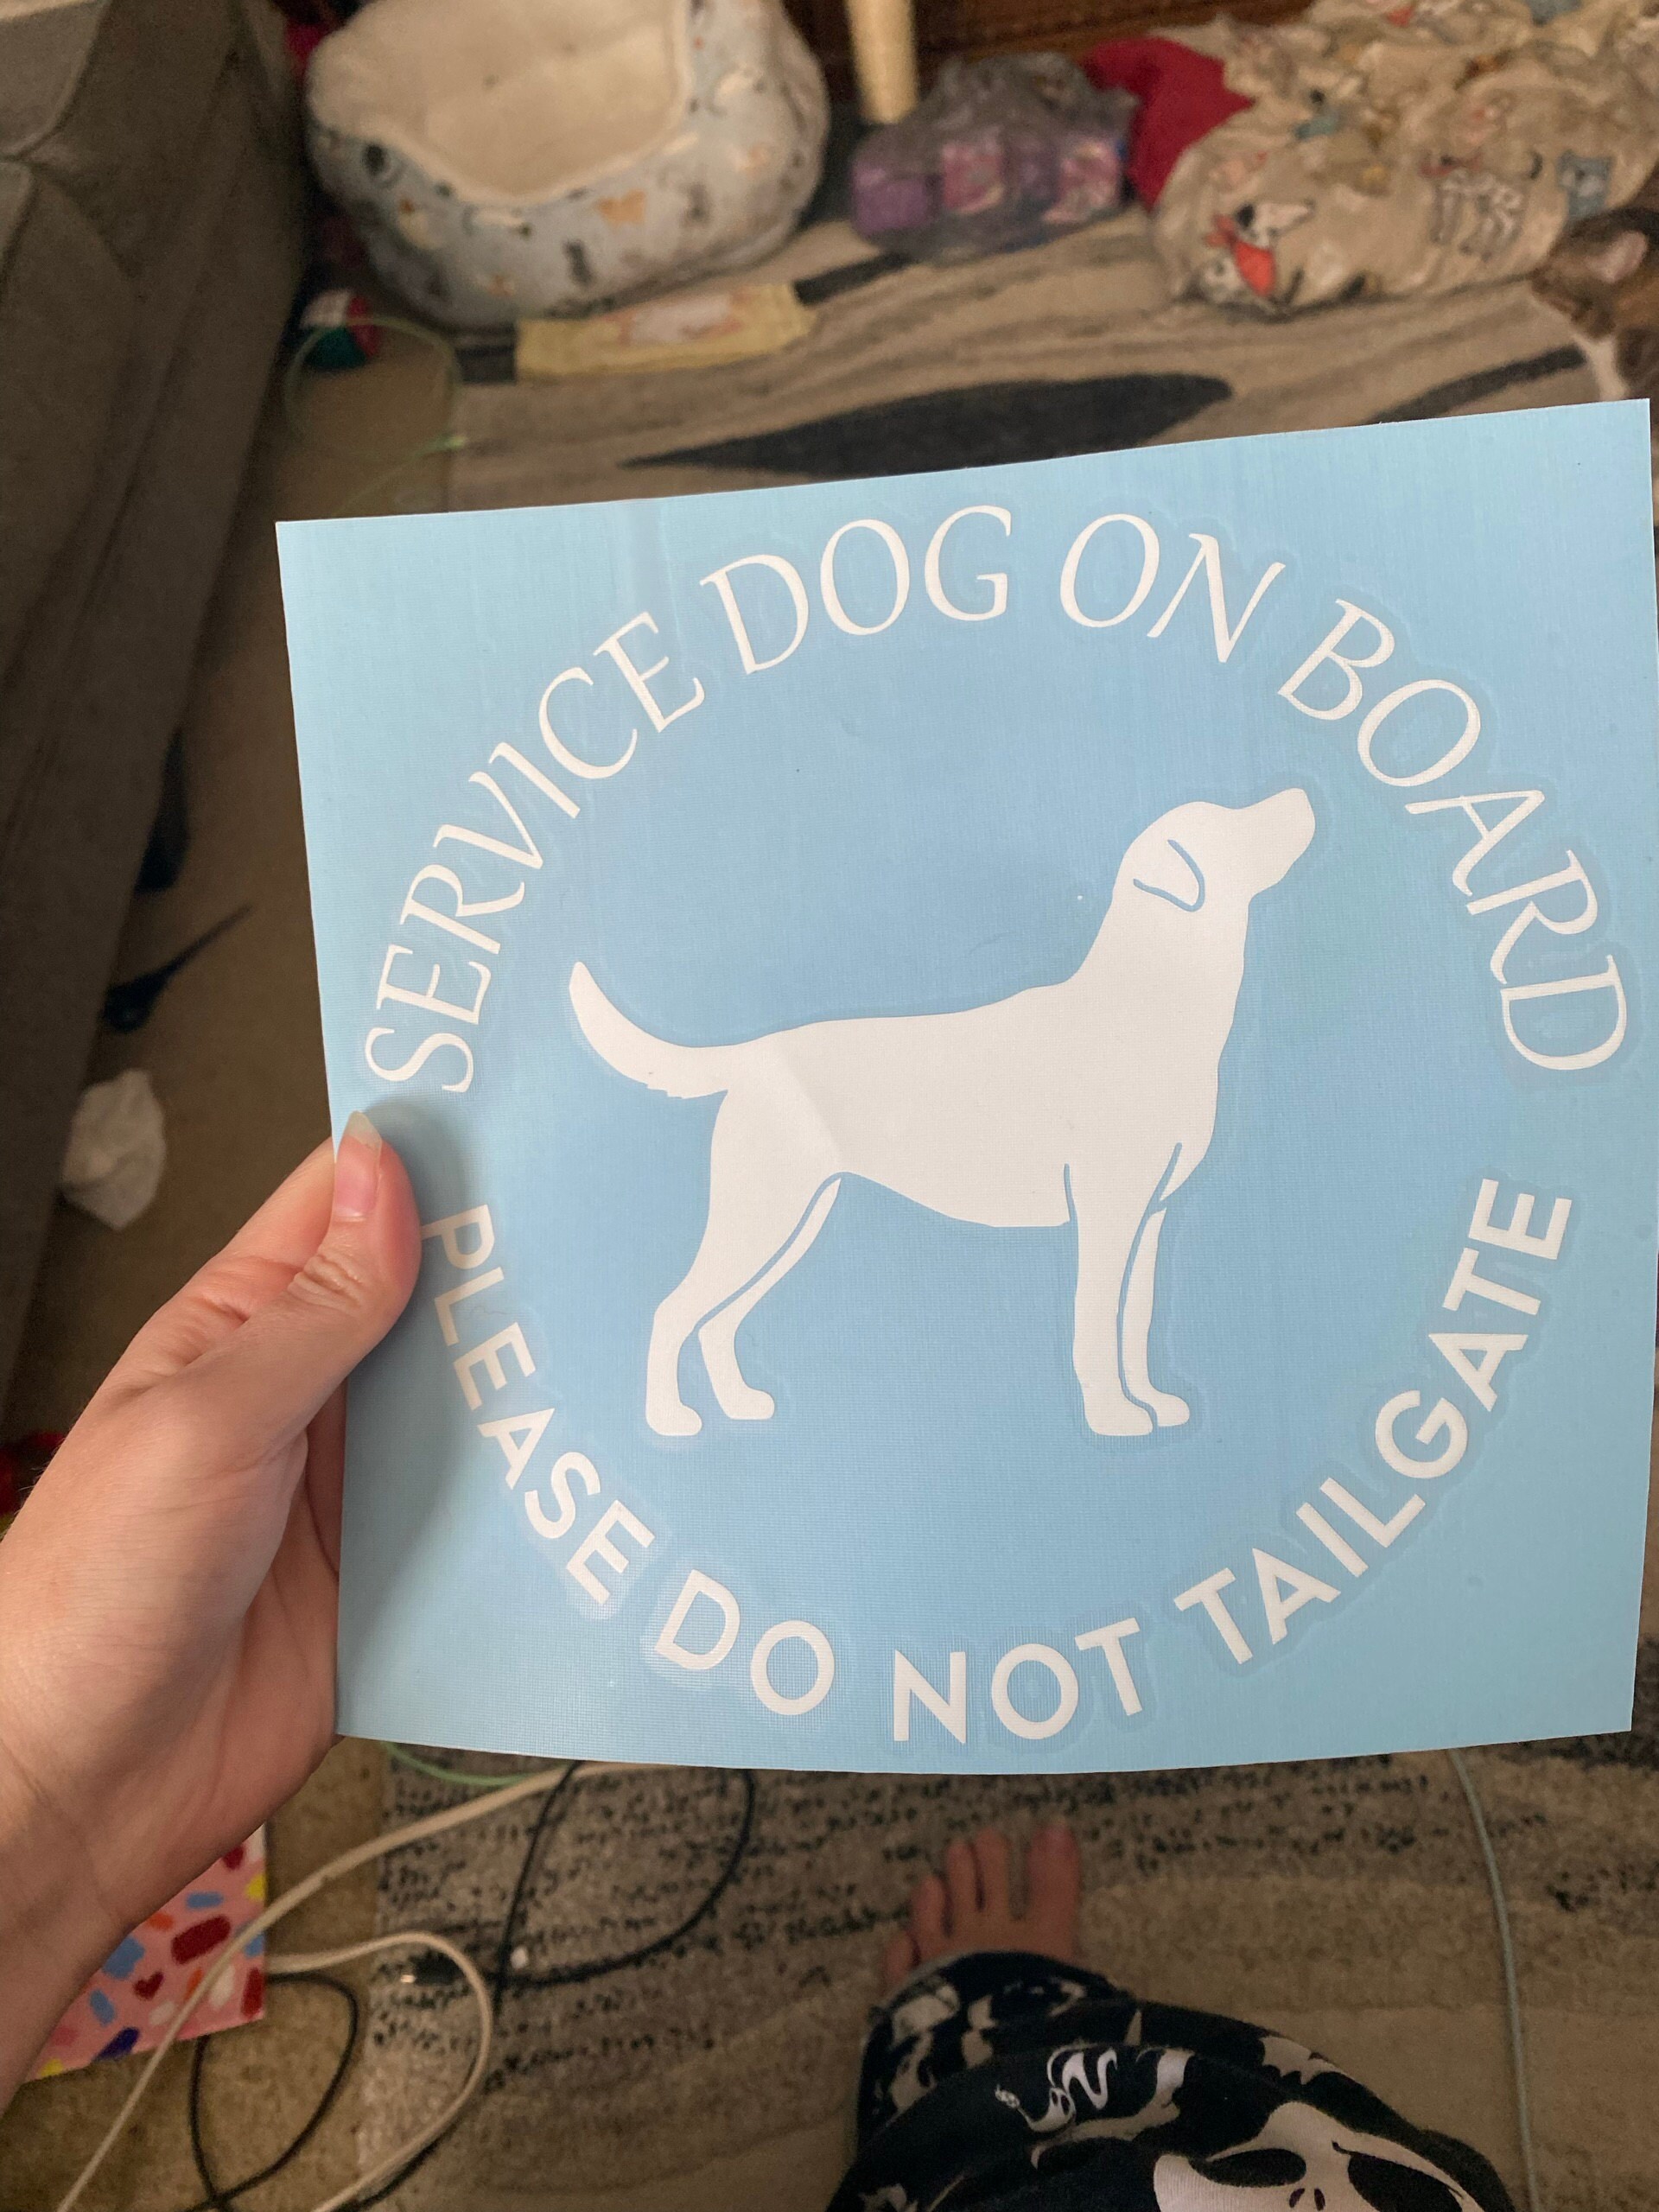 SERVICE DOG ON BOARD
PLEASE DO NOT TAILGATE